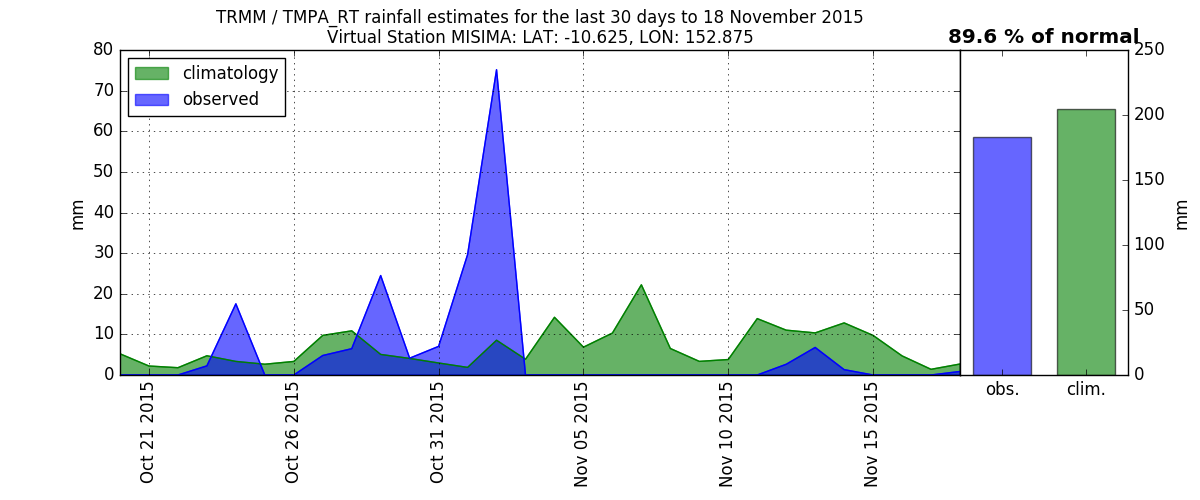 TRMM / TMPA_RT rainfall estimates for the last 30 days to 18 November 2015
Virtual Station MISIMA: LAT: -10.625, LON: 152.875
89.6 % of normal
climatology
observed
mm
80
70
60
50
40
30
20
10
0
Oct 21 2015
Oct 26 2015
Oct 31 2015
Nov 05 2015
Nov 10 2015
Nov 15 2015
obs.
clim.
250
200
150
100
50
0
mm